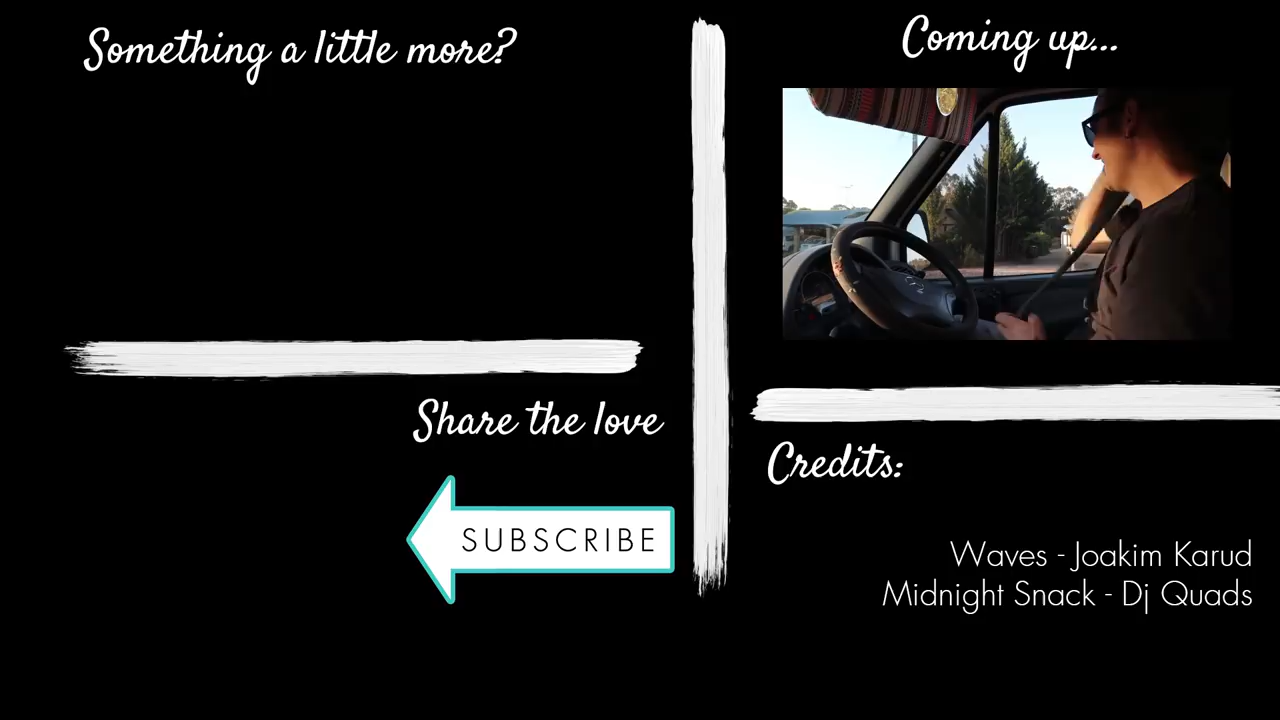 Something a little more?
Coming up...
Share the love
SUBSCRIBE
Credits:
Waves - Joakim Karud
Midnight Snack - Dj Quads